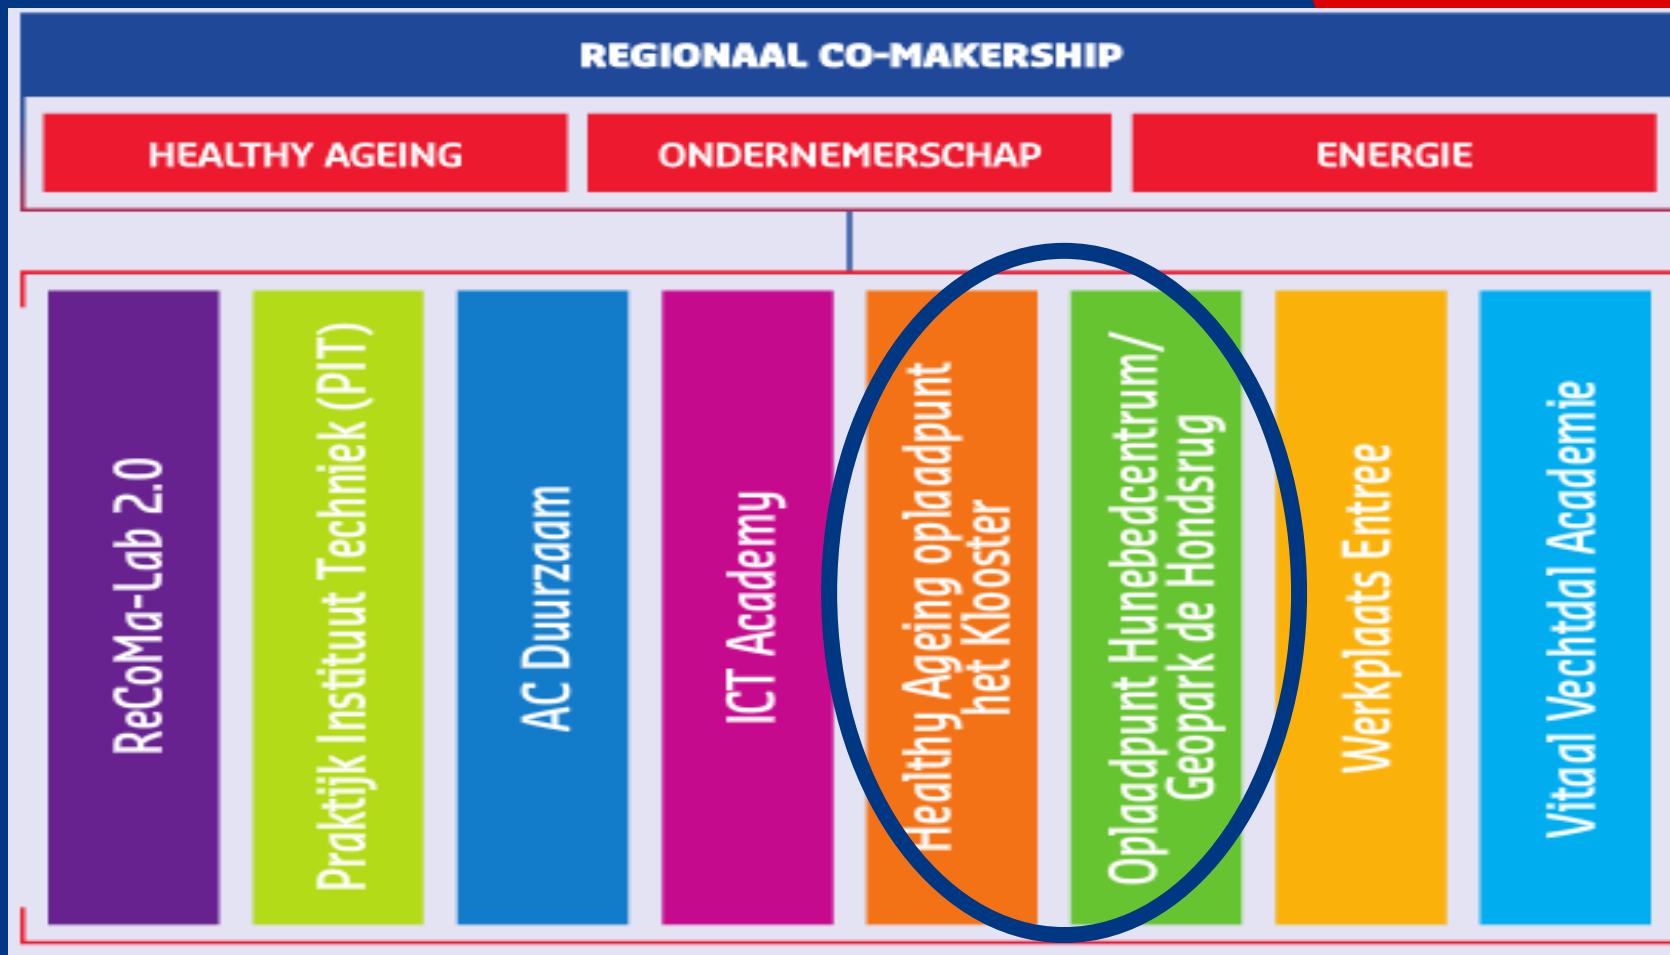 REGIONAAL CO-MAKERSHIP
HEALTHY AGEING
ONDERNEMERSCHAP
ENERGIE
ReCoMa-Lab 2.0
Praktijk Instituut Techniek (PIT)
AC Duurzaam
ICT Academy
Healthy Ageing oplaadpunt
het Klooster
Oplaadpunt Hunebedcentrum/
Geopark de Hondsrug
Werkplaats Entree
Vitaal Vechtdal Academie